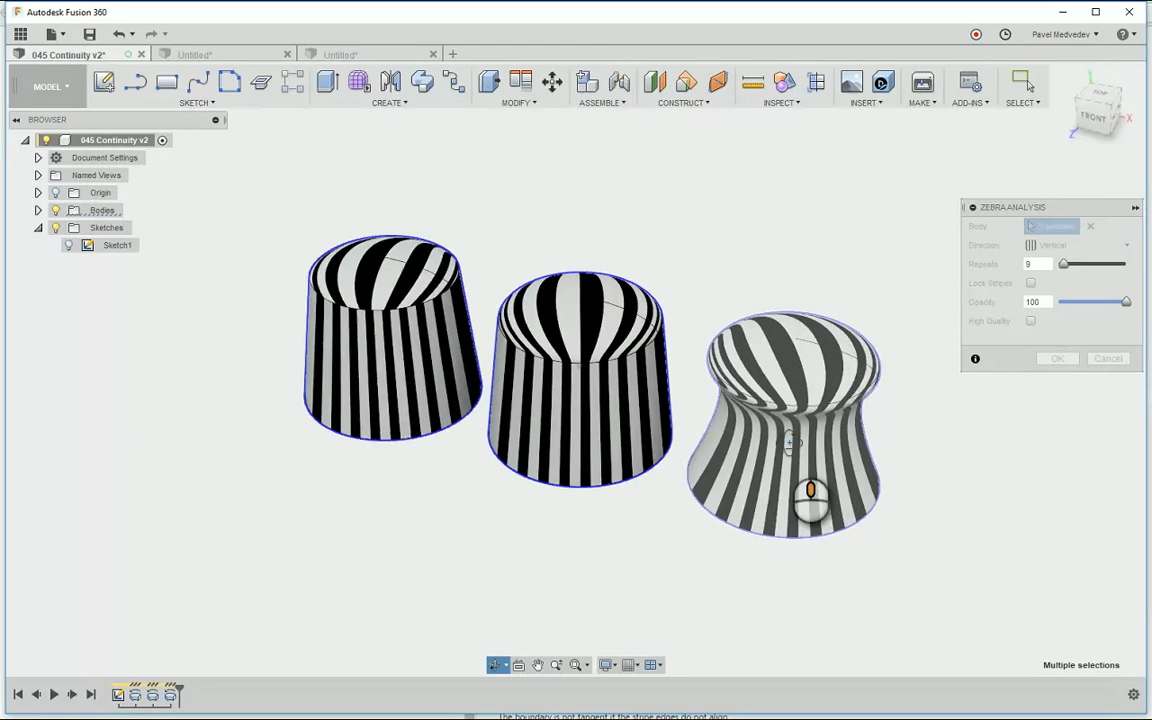 Autodesk Fusion 360
Pavel Medvedev
045 Continuity v2*
Untitled*
Untitled*
MODEL
SKETCH
CREATE
MODIFY
ASSEMBLE
CONSTRUCT
INSPECT
INSERT
MAKE
ADD-INS
SELECT
TOP
FRONT
X
Z
Y
BROWSER
045 Continuity v2
Document Settings
Named Views
Origin
Bodies
Sketches
Sketch1
ZEBRA ANALYSIS
Body
Direction
Vertical
Repeats
9
Lock Stripes
Opacity
100
High Quality
OK
Cancel
Multiple selections
The boundary is not tangent if the stripe edges do not align